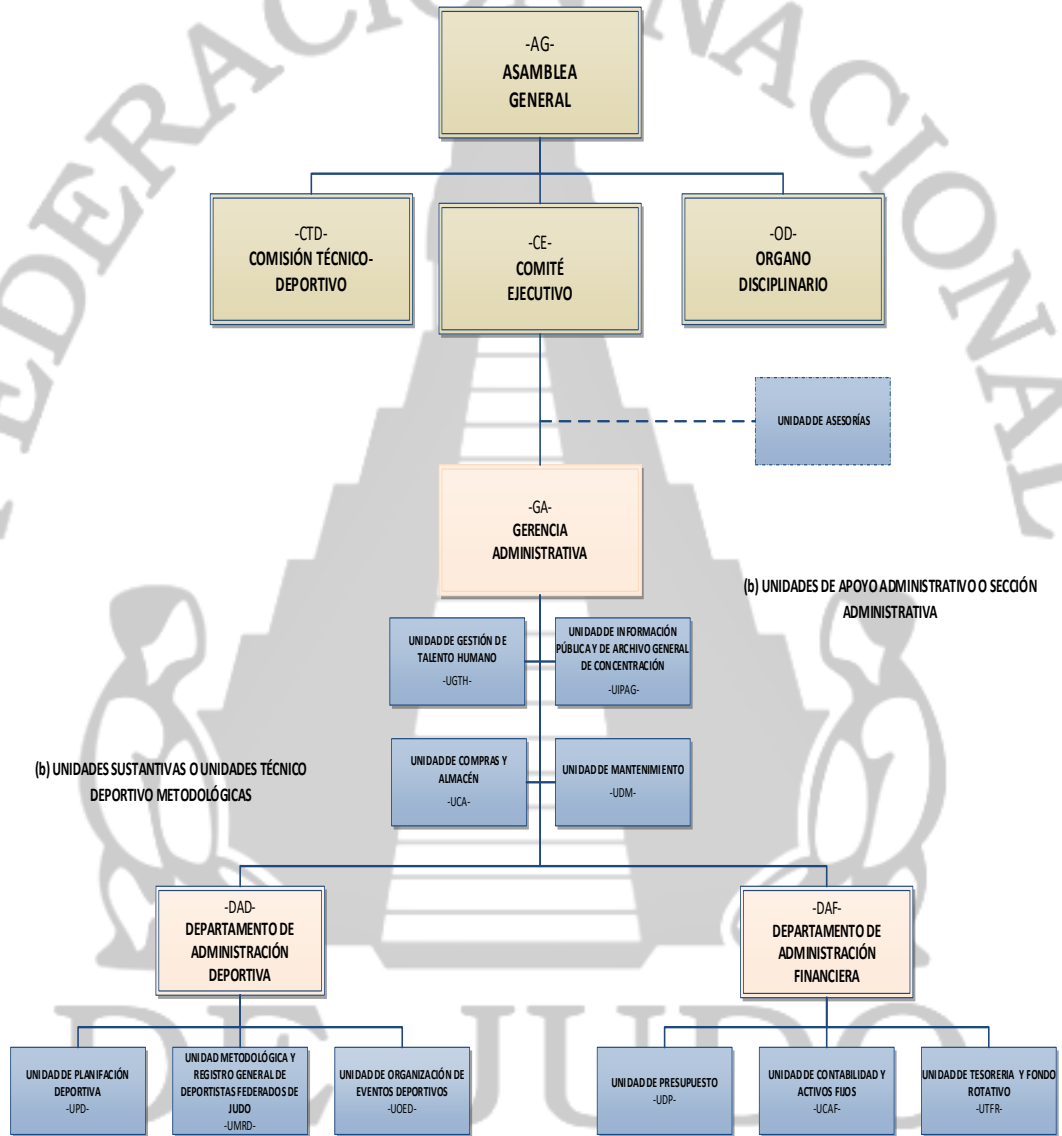 FEDERACIÓN NACIONAL
DE JUDO
-AG-
ASAMBLEA
GENERAL
-CTD-
COMISIÓN TÉCNICO-
DEPORTIVO
-CE-
COMITÉ
EJECUTIVO
-OD-
ORGANO
DISCIPLINARIO
UNIDAD DE ASESORÍAS
-GA-
GERENCIA
ADMINISTRATIVA
(b) UNIDADES DE APOYO ADMINISTRATIVO O SECCIÓN
ADMINISTRATIVA
UNIDAD DE GESTIÓN DE
TALENTO HUMANO
-UGTH-
UNIDAD DE INFORMACIÓN
PÚBLICA Y DE ARCHIVO GENERAL
DE CONCENTRACIÓN
-UIPAG-
(b) UNIDADES SUSTANTIVAS O UNIDADES TÉCNICO
DEPORTIVO METODOLÓGICAS
UNIDAD DE COMPRAS Y
ALMACÉN
-UCA-
UNIDAD DE MANTENIMIENTO
-UDM-
-DAD-
DEPARTAMENTO DE
ADMINISTRACIÓN
DEPORTIVA
-DAF-
DEPARTAMENTO DE
ADMINISTRACIÓN
FINANCIERA
UNIDAD DE PLANIFACIÓN
DEPORTIVA
-UPD-
UNIDAD METODOLÓGICA Y
REGISTRO GENERAL DE
DEPORTISTAS FEDERADOS DE
JUDO
-UMRD-
UNIDAD DE ORGANIZACIÓN DE
EVENTOS DEPORTIVOS
-UOED-
UNIDAD DE PRESUPUESTO
-UDP-
UNIDAD DE CONTABILIDAD Y
ACTIVOS FIJOS
-UCAF-
UNIDAD DE TESORERIA Y FONDO
ROTATIVO
-UTFR-